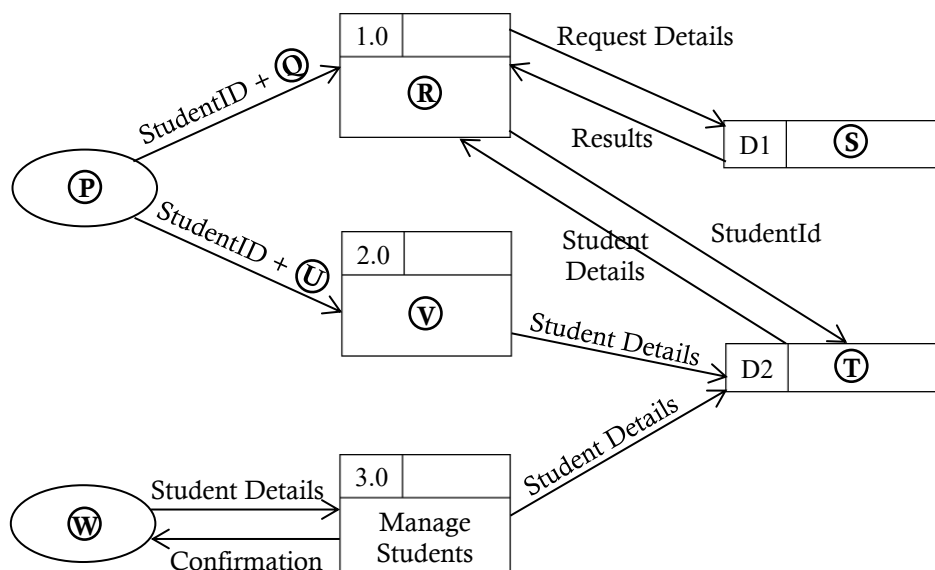 1.0
Request Details
StudentID + Q
R
Results
D1
S
P
StudentID + U
2.0
Student
Details
StudentId
V
Student Details
D2
T
Student Details
3.0
Student Details
W
Manage
Students
Confirmation